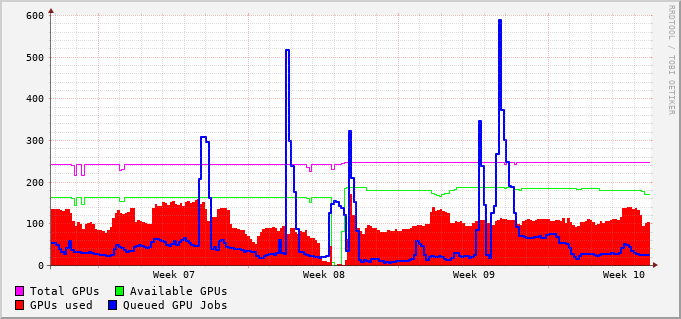 600
500
400
300
200
100
0
Week 07 Week 08 Week 09 Week 10
Total GPUs Available GPUs
GPUs used Queued GPU Jobs
RRDTOOL / TOBI OETIKER